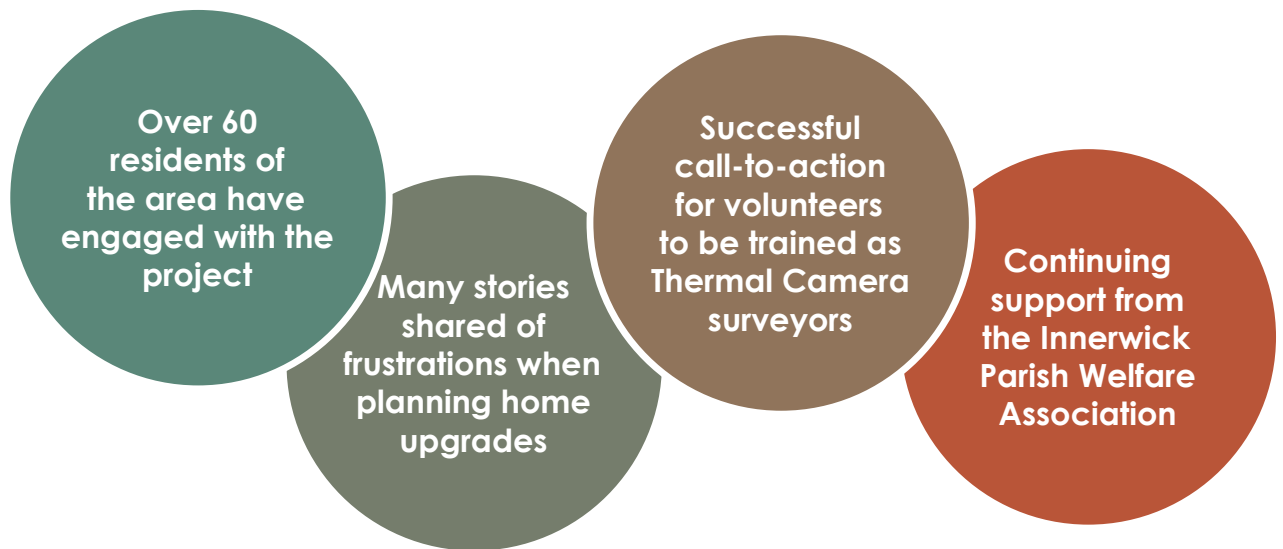 Over 60
residents of
the area have
engaged with the
project
Many stories
shared of
frustrations when
planning home
upgrades
Successful
call-to-action
for volunteers
to be trained as
Thermal Camera
surveyors
Continuing
support from
the Innerwick
Parish Welfare
Association